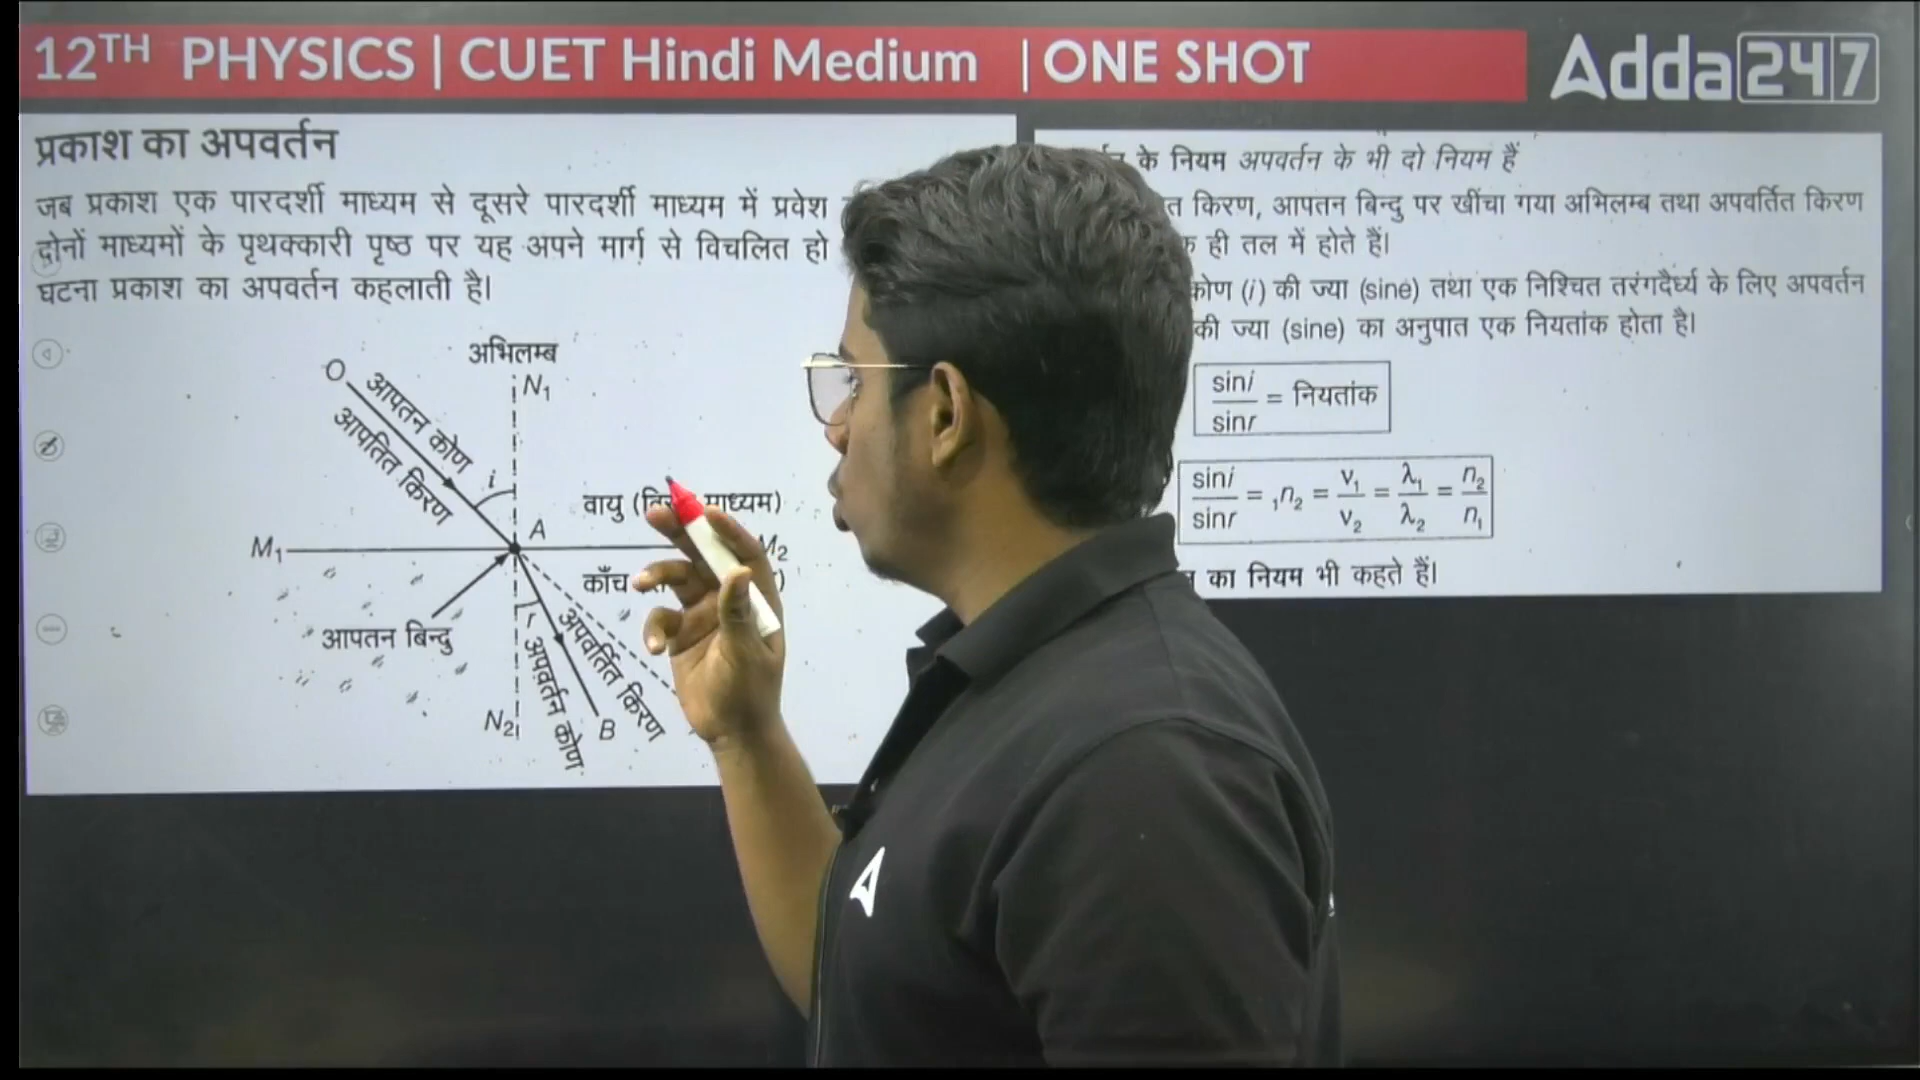 12TH PHYSICS | CUET Hindi Medium | ONE SHOT
Adda247
प्रकाश का अपवर्तन
जब प्रकाश एक पारदर्शी माध्यम से दूसरे पारदर्शी माध्यम में प्रवेश
दोनों माध्यमों के पृथक्कारी पृष्ठ पर यह अपने मार्ग से विचलित हो
घटना प्रकाश का अपवर्तन कहलाती है।
अभिलम्ब
O
N₁
आपतन कोण
आपतित किरण
i
वायु
माध्यम)
A
M₁
M₂
काँच
आपतन बिन्दु
r
अपवर्तित किरण
अपवर्तन कोण
N₂
B
के नियम अपवर्तन के भी दो नियम हैं
किरण, आपतन बिन्दु पर खींचा गया अभिलम्ब तथा अपवर्तित किरण
ही तल में होते हैं।
कोण (i) की ज्या (sine) तथा एक निश्चित तरंगदैर्ध्य के लिए अपवर्तन
की ज्या (sine) का अनुपात एक नियतांक होता है।
sini/sinr = नियतांक
sini/sinr = ₁n₂ = v₁/v₂ = λ₁/λ₂ = n₂/n₁
का नियम भी कहते हैं।